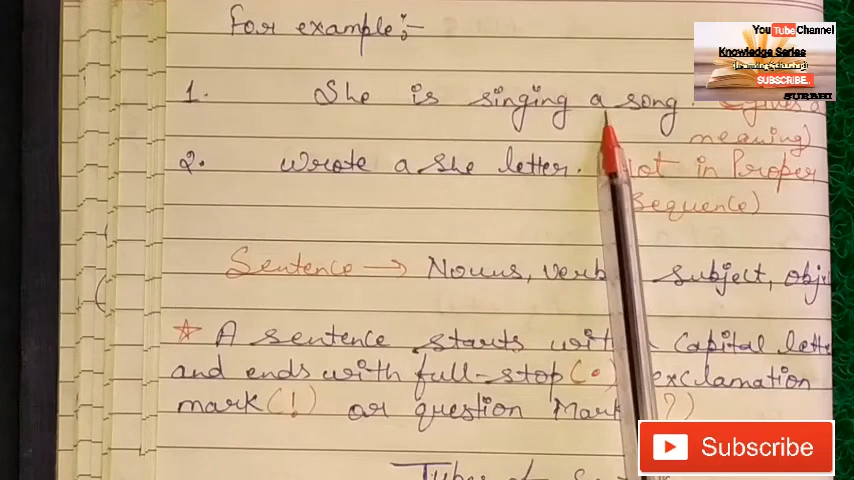 For example:-
YouTube Channel
Knowledge Series
SUBSCRIBE..
SURBHI
1. She is singing a song.
meaning)
2. Wrote a she letter. not in Proper
Sequence)
Sentence → Nouns, verb subject,
★ A sentence starts with capital
and ends with full-stop (.) exclamation
mark (!) or question Mark ?)
Subscribe